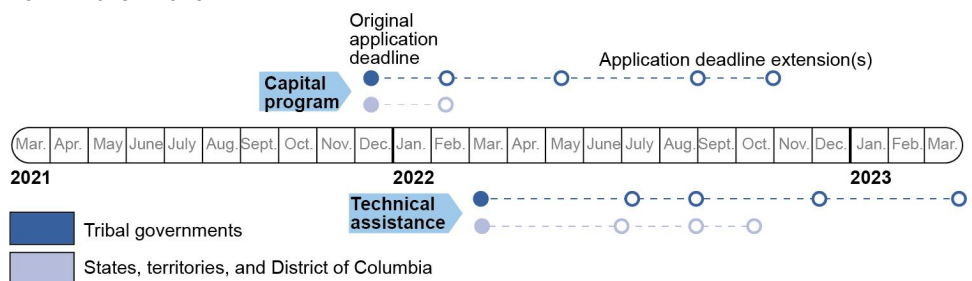 Original
application
deadline
Application deadline extension(s)
Capital
program
Mar. Apr. May June July Aug. Sept. Oct. Nov. Dec. Jan. Feb. Mar. Apr. May June July Aug. Sept. Oct. Nov. Dec. Jan. Feb. Mar.
2021 2022 2023
Technical
assistance
Tribal governments
States, territories, and District of Columbia